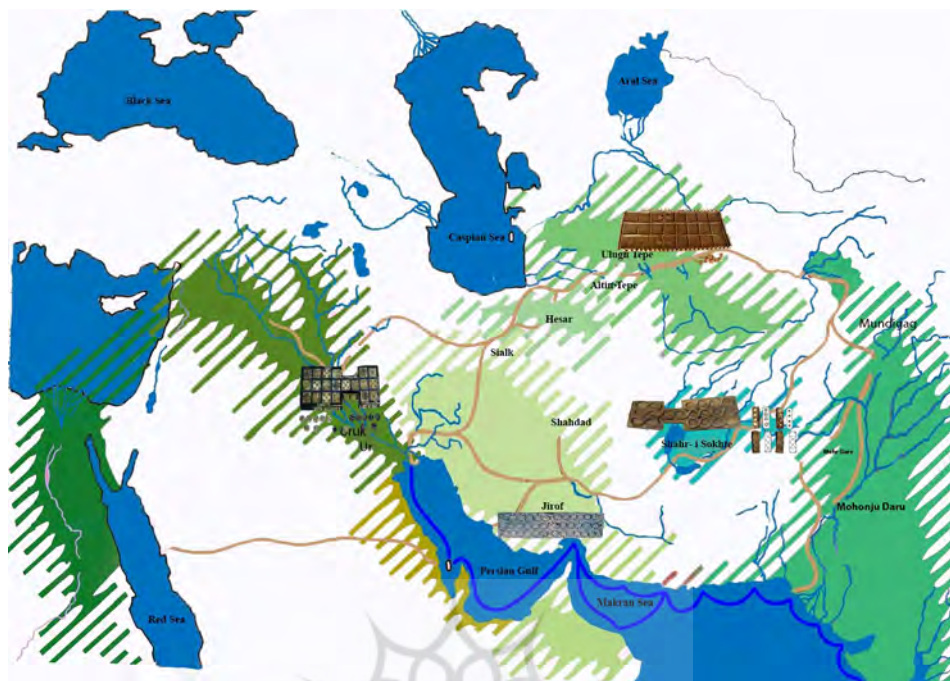 Black Sea
Aral Sea
Caspian Sea
Ulugh Tepe
Altin Tepe
Hesar
Mundigag
Sialk
Uruk
Ur
Shahdad
Shahr- i Sokhte
Mohonju Daru
Jirof
Persian Gulf
Makran Sea
Red Sea